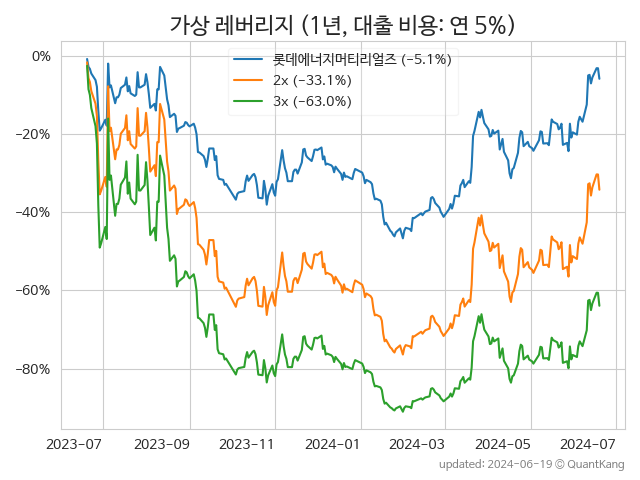 가상 레버리지 (1년, 대출 비용: 연 5%)
롯데에너지머티리얼즈 (−5.1%)
2x (−33.1%)
3x (−63.0%)
0%
−20%
−40%
−60%
−80%
2023−07 2023−09 2023−11 2024−01 2024−03 2024−05 2024−07
updated: 2024−06−19 © QuantKang